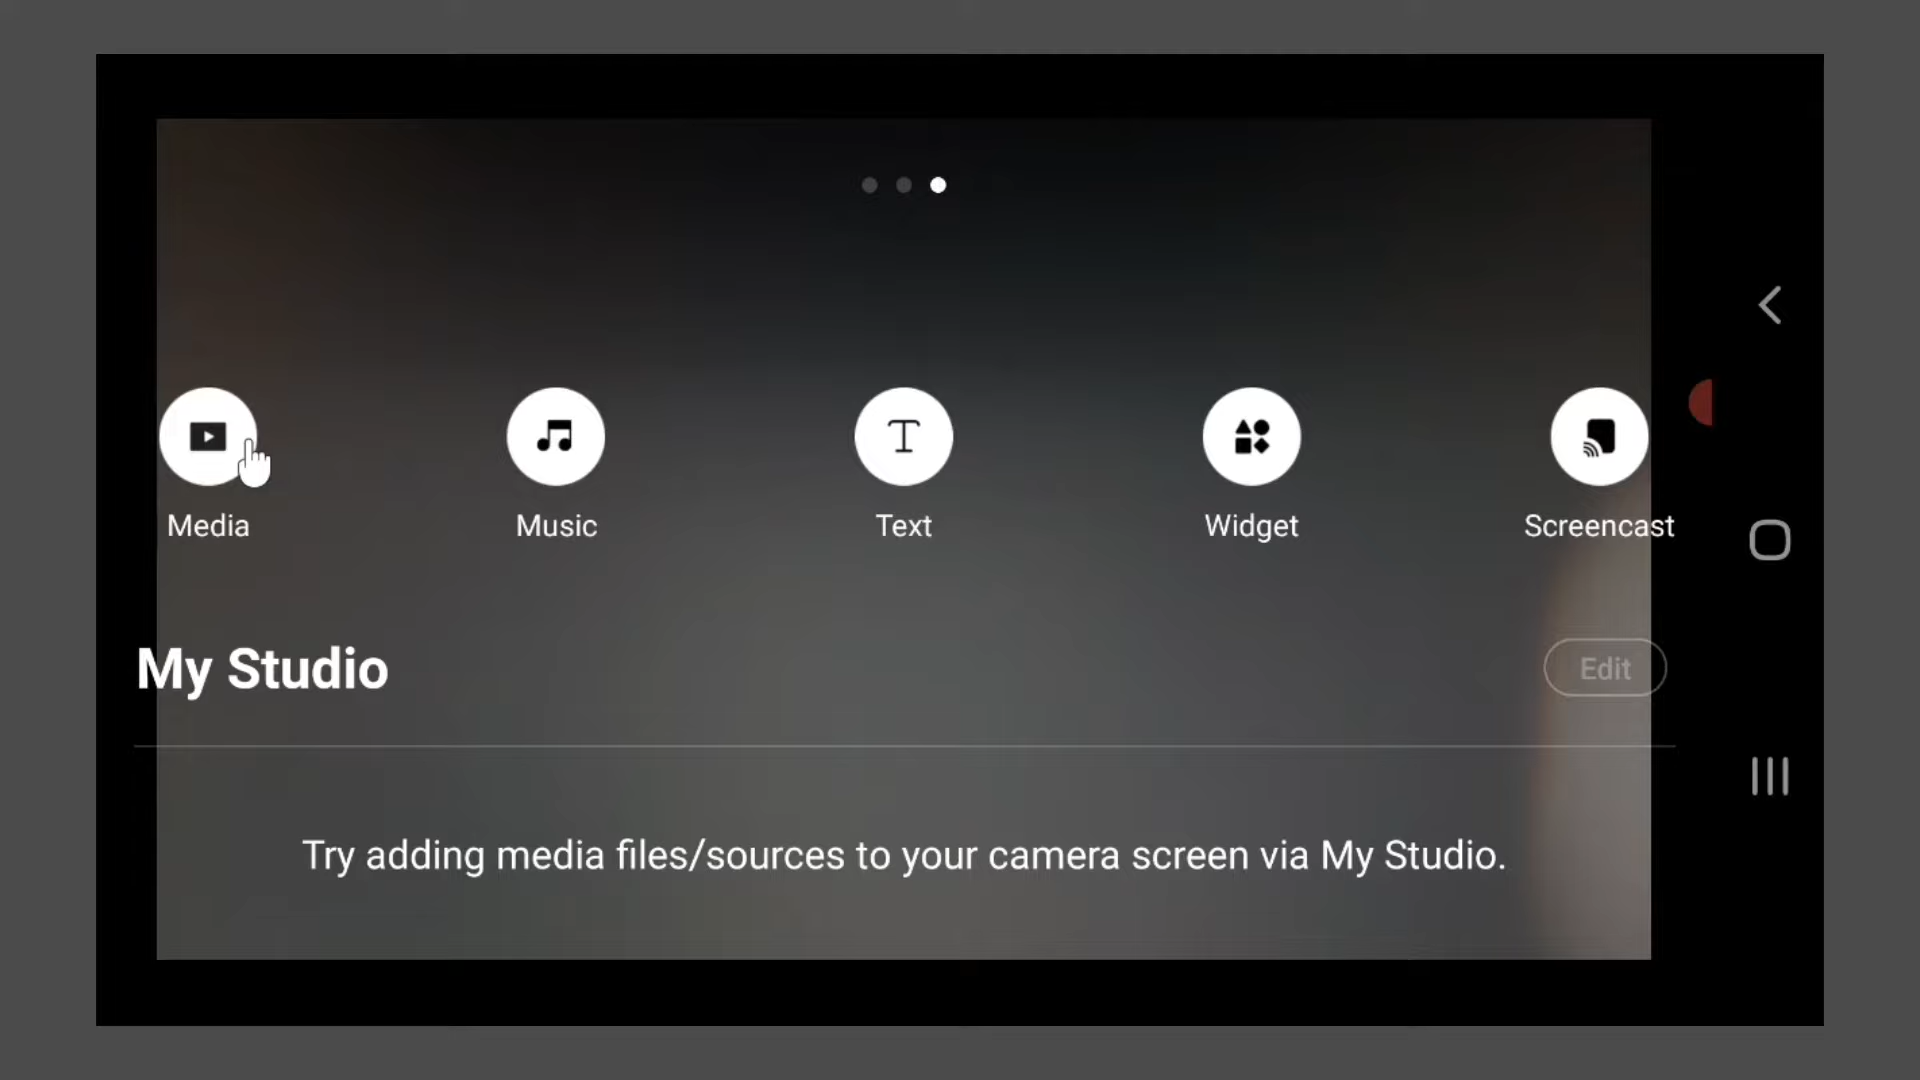 Media
Music
Text
Widget
Screencast
My Studio
Edit
Try adding media files/sources to your camera screen via My Studio.